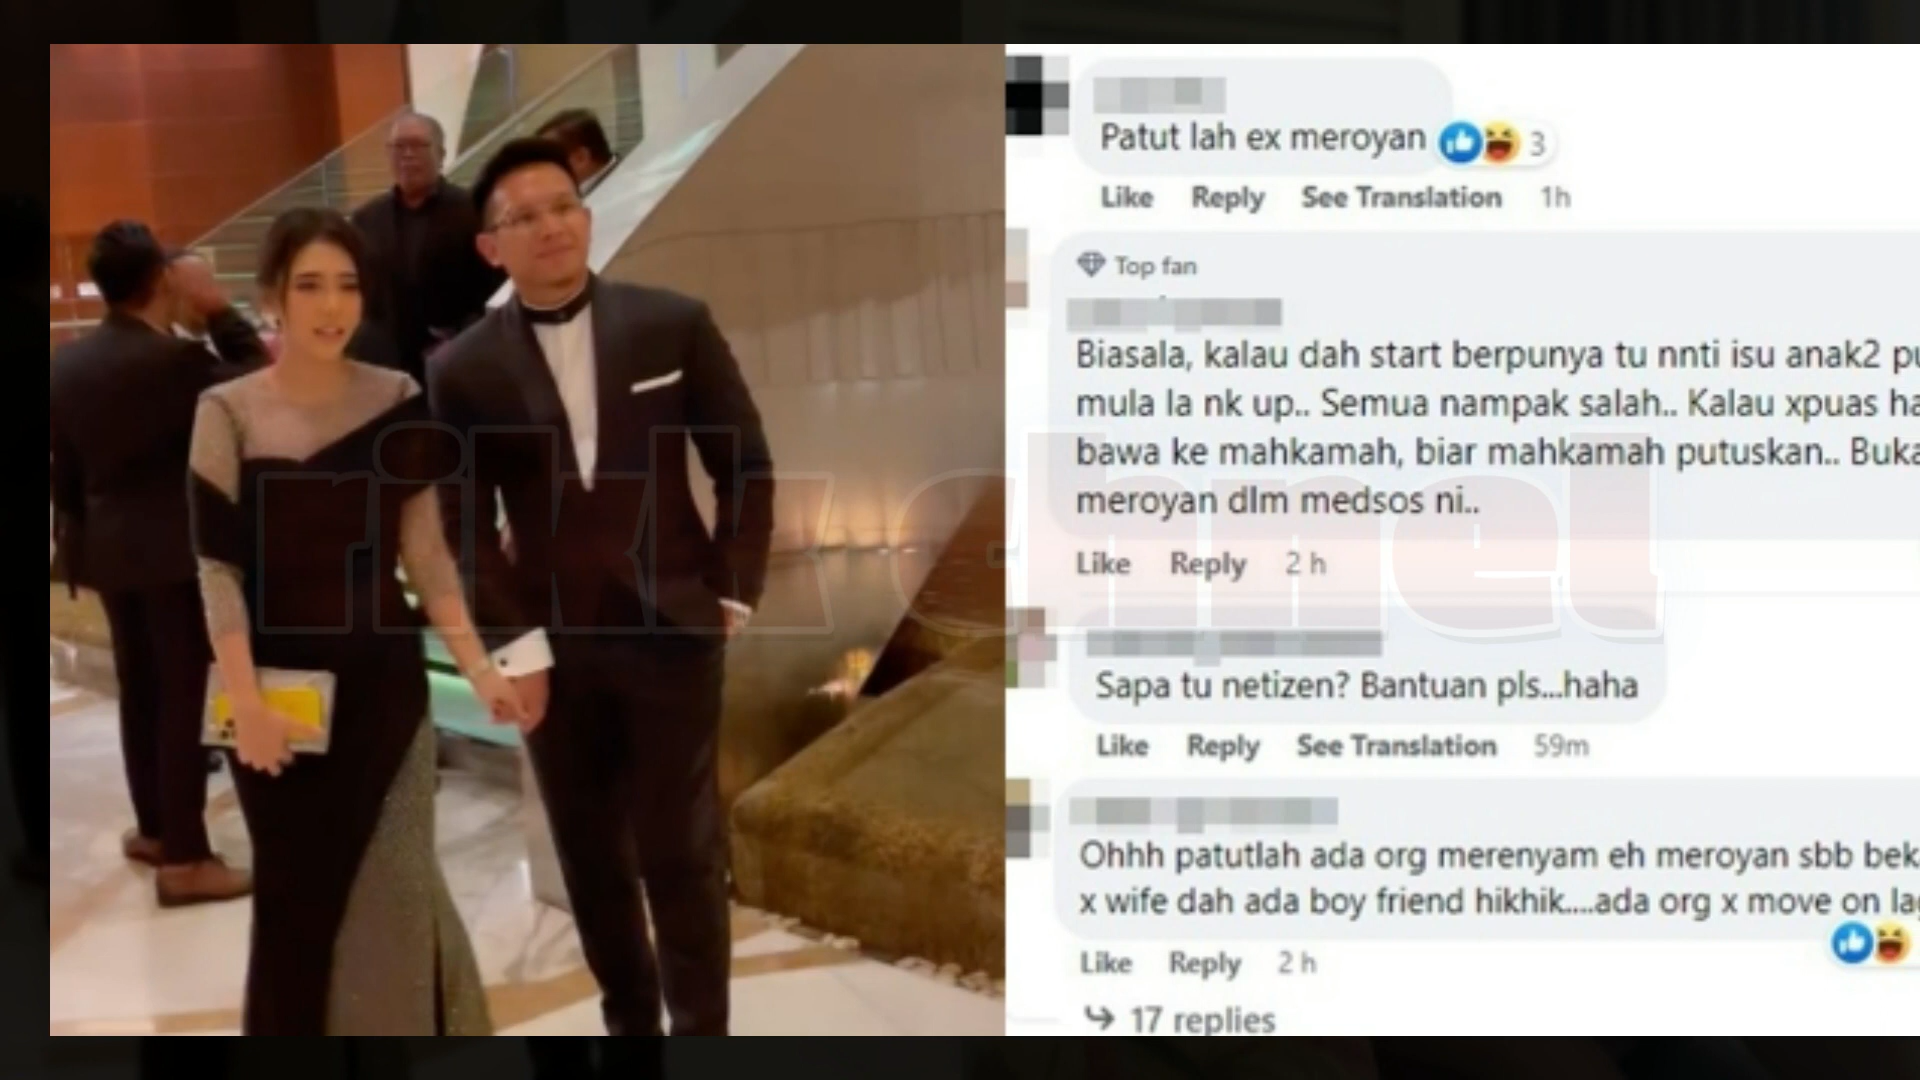 Patut lah ex meroyan
3
Like Reply See Translation 1h
Top fan
Biasala, kalau dah start berpunya tu nnti isu anak2
mula la nk up.. Semua nampak salah.. Kalau xpuas
bawa ke mahkamah, biar mahkamah putuskan..
meroyan dlm medsos ni..
rikk chnel
Like Reply 2 h
Sapa tu netizen? Bantuan pls...haha
Like Reply See Translation 59m
Ohhh patutlah ada org merenyam eh meroyan sbb
x wife dah ada boy friend hikhik....ada org x move on
Like Reply 2 h
17 replies